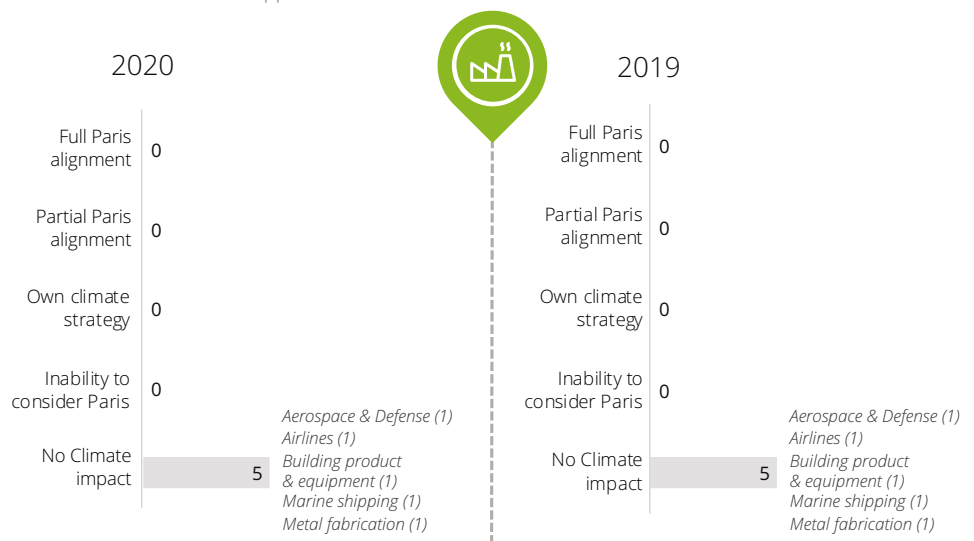 2020
Full Paris
alignment
0
Partial Paris
alignment
0
Own climate
strategy
0
Inability to
consider Paris
0
No Climate
impact
5
Aerospace & Defense (1)
Airlines (1)
Building product
& equipment (1)
Marine shipping (1)
Metal fabrication (1)
2019
Full Paris
alignment
0
Partial Paris
alignment
0
Own climate
strategy
0
Inability to
consider Paris
0
No Climate
impact
5
Aerospace & Defense (1)
Airlines (1)
Building product
& equipment (1)
Marine shipping (1)
Metal fabrication (1)